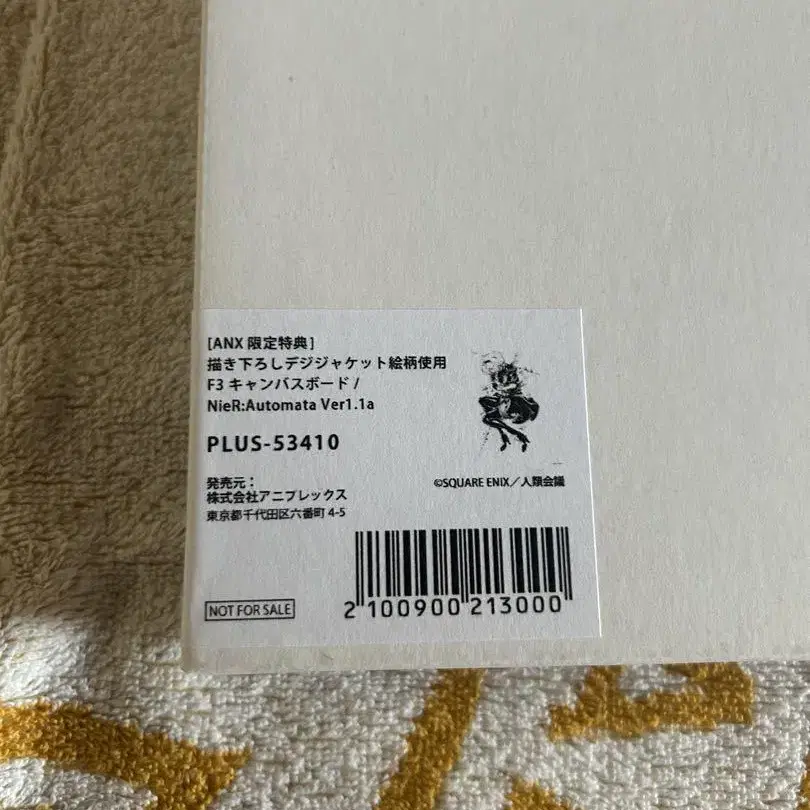 [ANX 限定特典]
描き下ろしデジジャケット絵柄使用
F3 キャンバスボード /
NieR:Automata Ver1.1a
PLUS-53410
発売元：
株式会社アニプレックス
東京都千代田区六番町 4-5
©SQUARE ENIX／人類会議
NOT FOR SALE
2 100900 213000